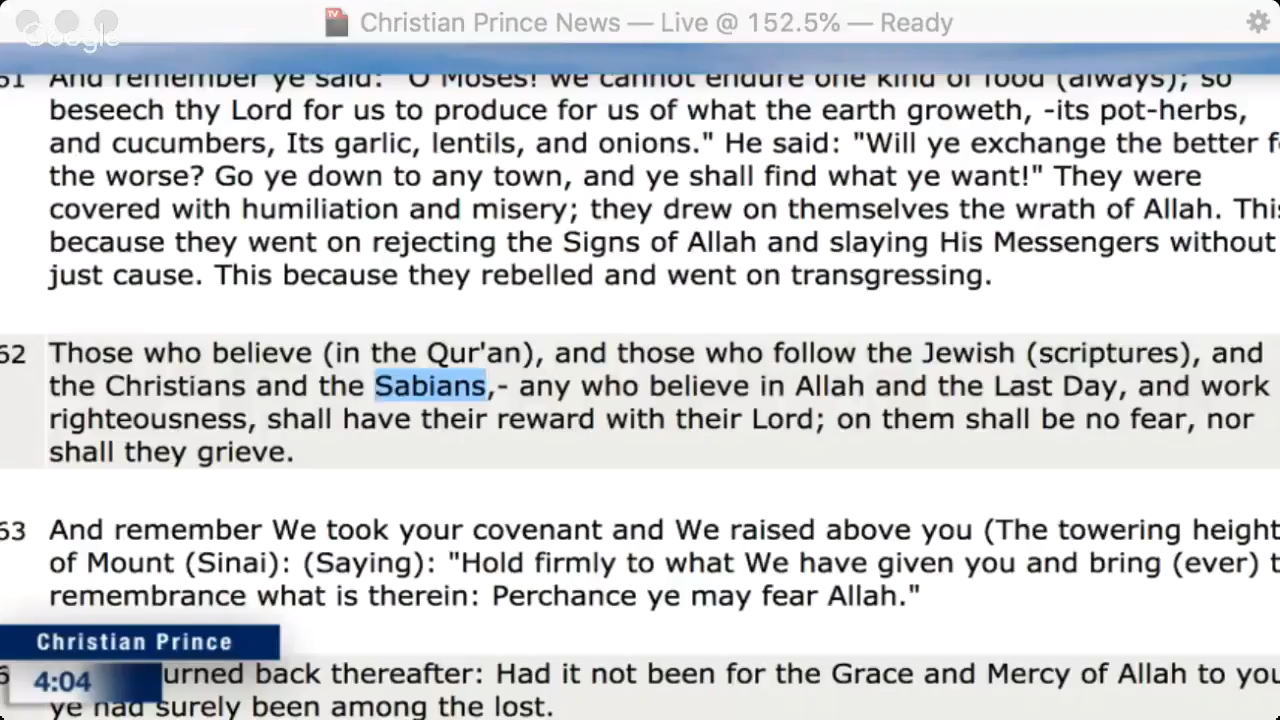 Christian Prince News — Live @ 152.5% — Ready
Google
TV
61 And remember ye said: "O Moses! we cannot endure one kind of food (always); so
beseech thy Lord for us to produce for us of what the earth groweth, -its pot-herbs,
and cucumbers, Its garlic, lentils, and onions." He said: "Will ye exchange the better f
the worse? Go ye down to any town, and ye shall find what ye want!" They were
covered with humiliation and misery; they drew on themselves the wrath of Allah. This
because they went on rejecting the Signs of Allah and slaying His Messengers without
just cause. This because they rebelled and went on transgressing.
62 Those who believe (in the Qur'an), and those who follow the Jewish (scriptures), and
the Christians and the Sabians,- any who believe in Allah and the Last Day, and work
righteousness, shall have their reward with their Lord; on them shall be no fear, nor
shall they grieve.
63 And remember We took your covenant and We raised above you (The towering height
of Mount (Sinai): (Saying): "Hold firmly to what We have given you and bring (ever) t
remembrance what is therein: Perchance ye may fear Allah."
urned back thereafter: Had it not been for the Grace and Mercy of Allah to you
ye had surely been among the lost.
Christian Prince
4:04